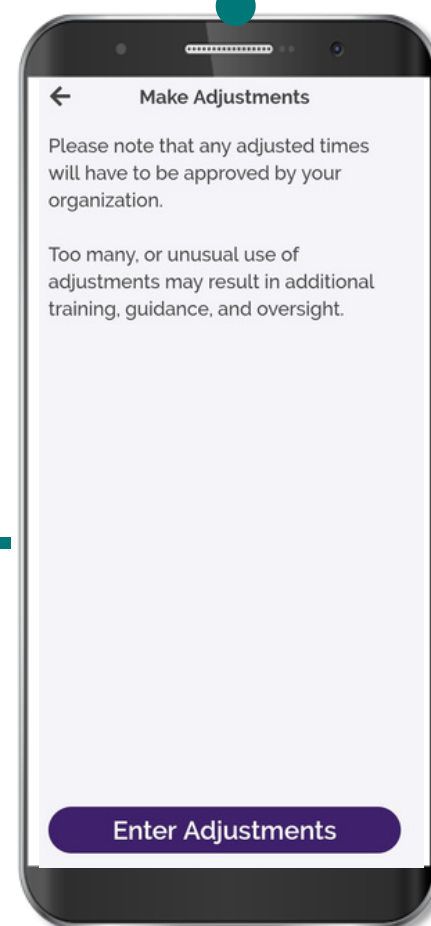 Make Adjustments
Please note that any adjusted times
will have to be approved by your
organization.
Too many, or unusual use of
adjustments may result in additional
training, guidance, and oversight.
Enter Adjustments